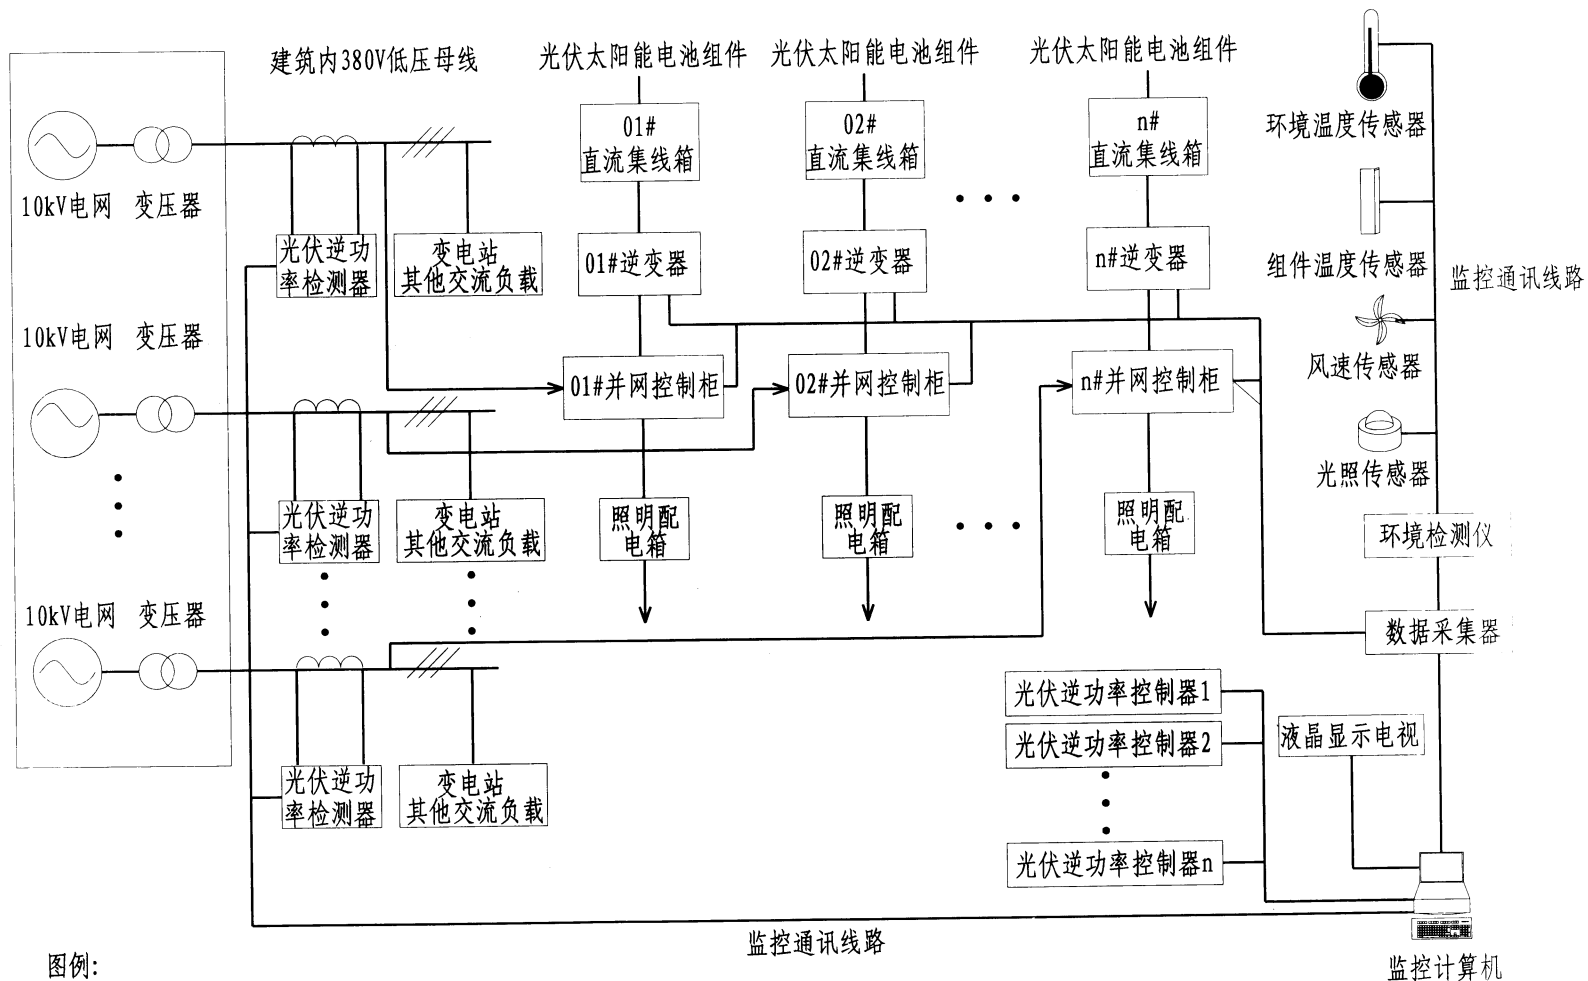 建筑内380V低压母线
光伏太阳能电池组件
光伏太阳能电池组件
光伏太阳能电池组件
01#
直流集线箱
02#
直流集线箱
n#
直流集线箱
环境温度传感器
10kV电网
变压器
光伏逆功
率检测器
变电站
其他交流负载
01#逆变器
02#逆变器
n#逆变器
组件温度传感器
监控通讯线路
10kV电网
变压器
01#并网控制柜
02#并网控制柜
n#并网控制柜
风速传感器
光照传感器
光伏逆功
率检测器
变电站
其他交流负载
照明配
电箱
照明配
电箱
照明配
电箱
环境检测仪
10kV电网
变压器
数据采集器
光伏逆功率控制器1
光伏逆功率控制器2
液晶显示电视
光伏逆功
率检测器
变电站
其他交流负载
光伏逆功率控制器n
监控通讯线路
图例:
监控计算机